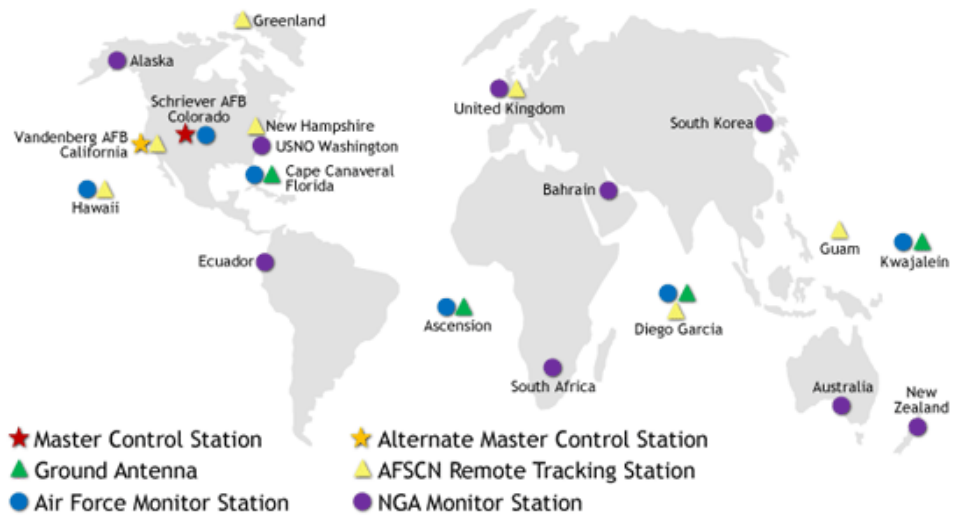 Greenland
Alaska
Schriever AFB
Colorado
Vandenberg AFB
California
New Hampshire
USNO Washington
Cape Canaveral
Florida
Hawaii
Ecuador
United Kingdom
South Korea
Bahrain
Guam
Kwajalein
Ascension
Diego Garcia
South Africa
Australia
New
Zealand
Master Control Station
Alternate Master Control Station
Ground Antenna
AFSCN Remote Tracking Station
Air Force Monitor Station
NGA Monitor Station